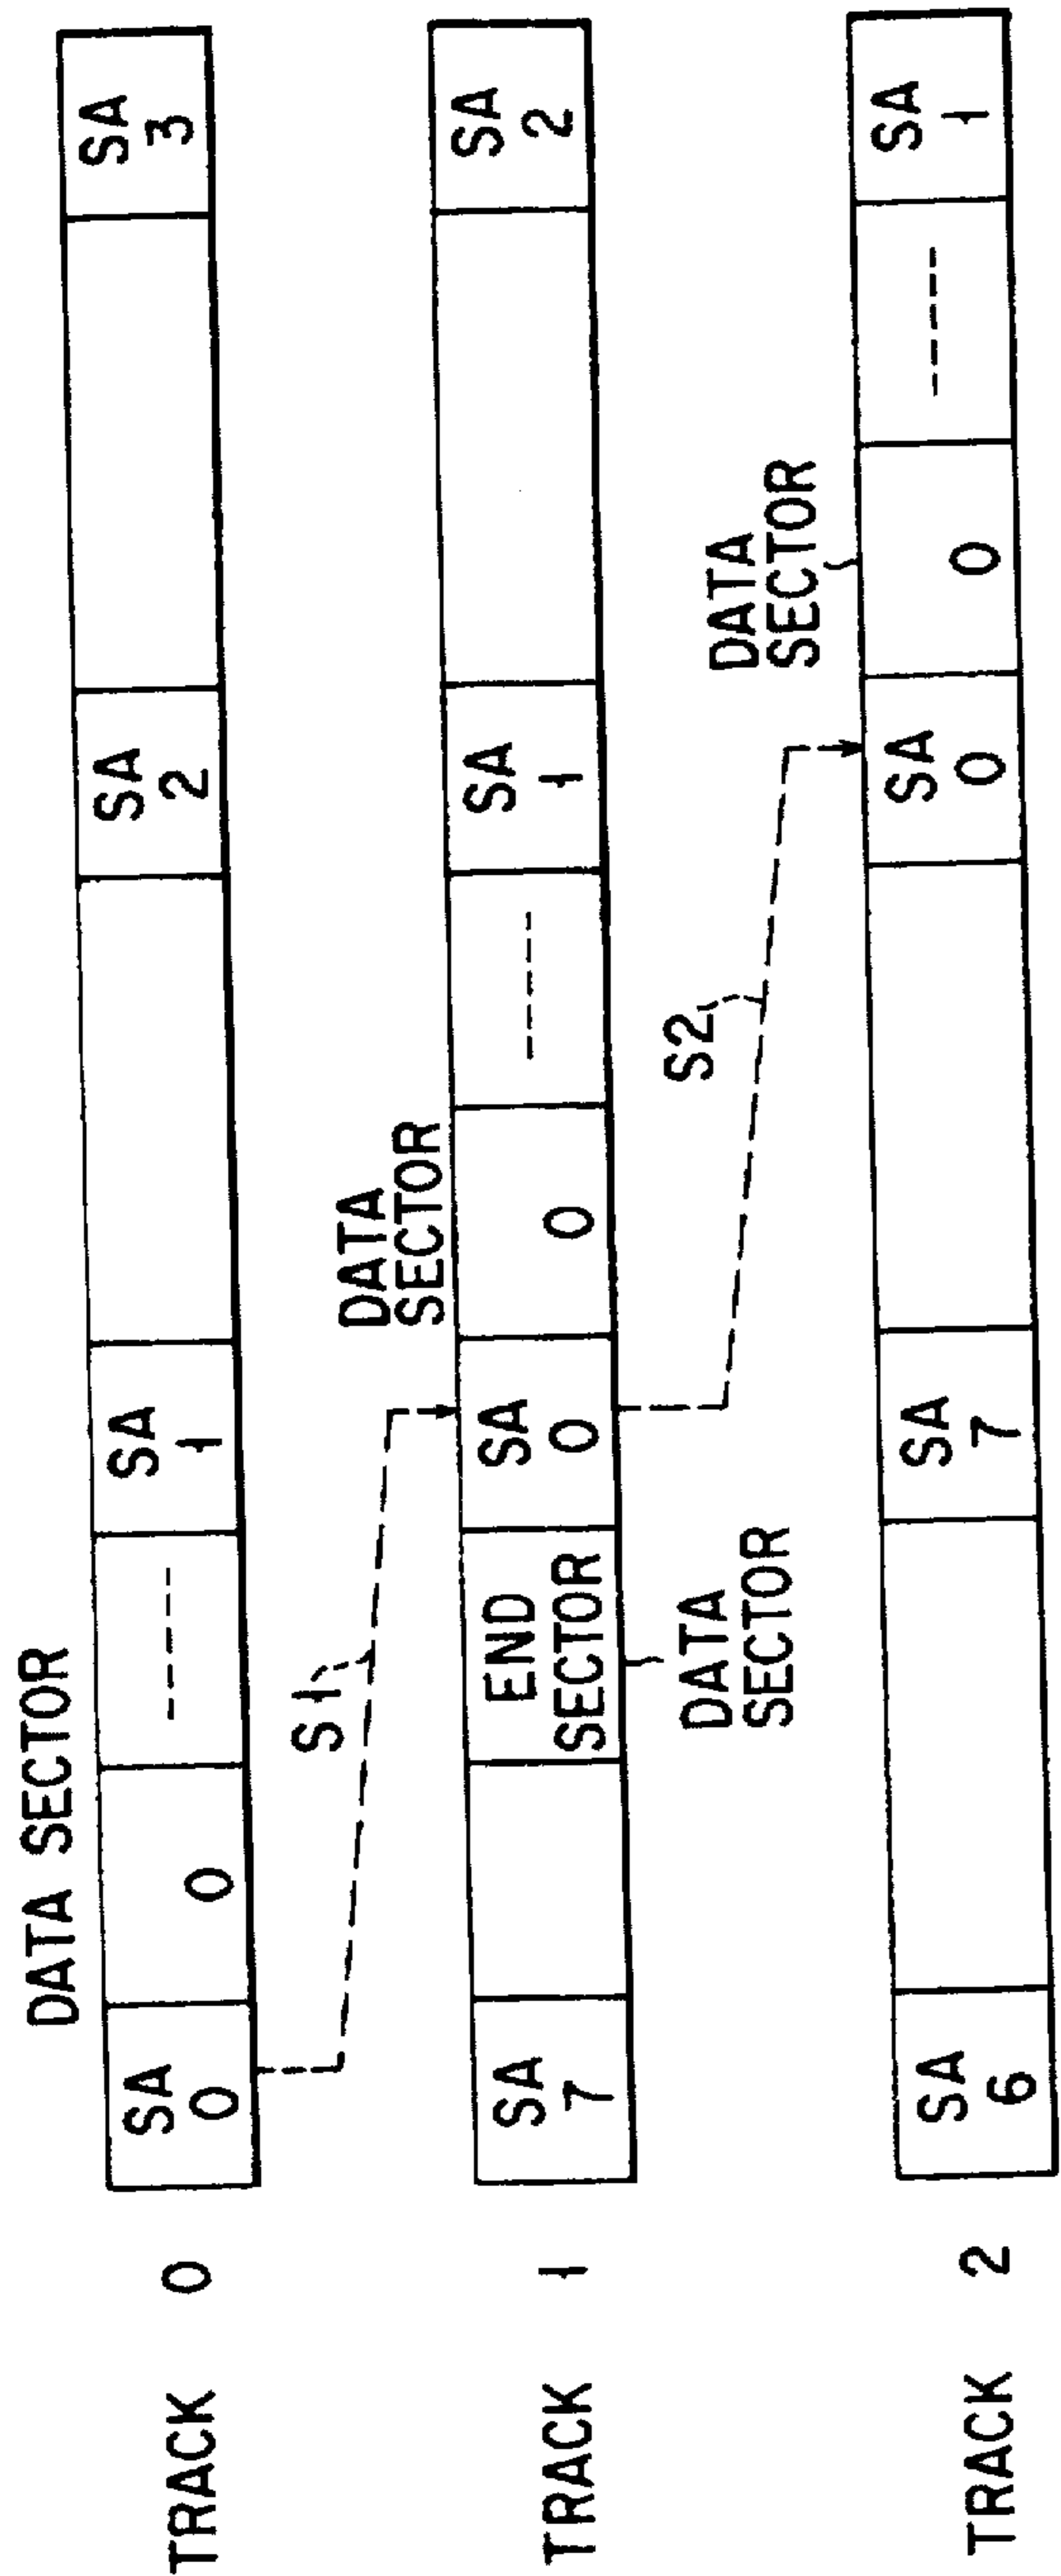 DATA SECTOR
TRACK 0
SA
0
0
SA
1
SA
2
SA
3
S1
DATA
SECTOR
TRACK 1
SA
7
END
SECTOR
SA
0
0
SA
1
SA
2
DATA
SECTOR
S2
DATA
SECTOR
TRACK 2
SA
6
SA
7
SA
0
0
SA
1